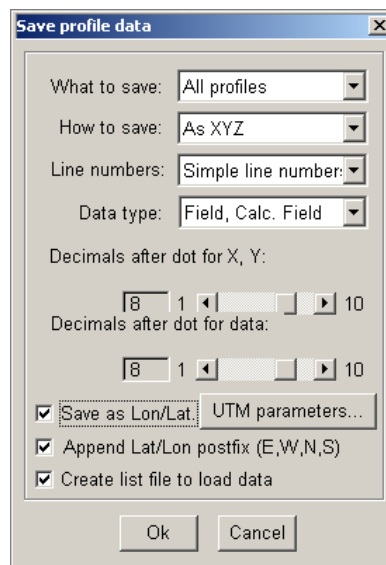 Save profile data
What to save: All profiles
How to save: As XYZ
Line numbers: Simple line number
Data type: Field, Calc. Field
Decimals after dot for X, Y:
8 1 10
Decimals after dot for data:
8 1 10
Save as Lon/Lat. UTM parameters...
Append Lat/Lon postfix (E,W,N,S)
Create list file to load data
Ok Cancel